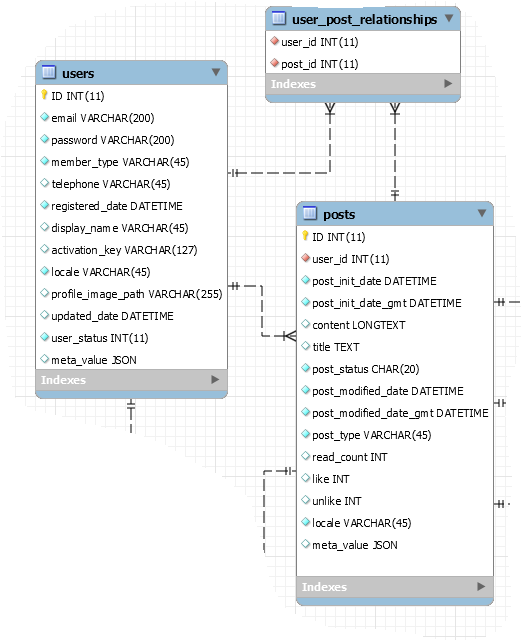 user_post_relationships
user_id INT(11)
post_id INT(11)
Indexes
users
ID INT(11)
email VARCHAR(200)
password VARCHAR(200)
member_type VARCHAR(45)
telephone VARCHAR(45)
registered_date DATETIME
display_name VARCHAR(45)
activation_key VARCHAR(127)
locale VARCHAR(45)
profile_image_path VARCHAR(255)
updated_date DATETIME
user_status INT(11)
meta_value JSON
Indexes
posts
ID INT(11)
user_id INT(11)
post_init_date DATETIME
post_init_date_gmt DATETIME
content LONGTEXT
title TEXT
post_status CHAR(20)
post_modified_date DATETIME
post_modified_date_gmt DATETIME
post_type VARCHAR(45)
read_count INT
like INT
unlike INT
locale VARCHAR(45)
meta_value JSON
Indexes